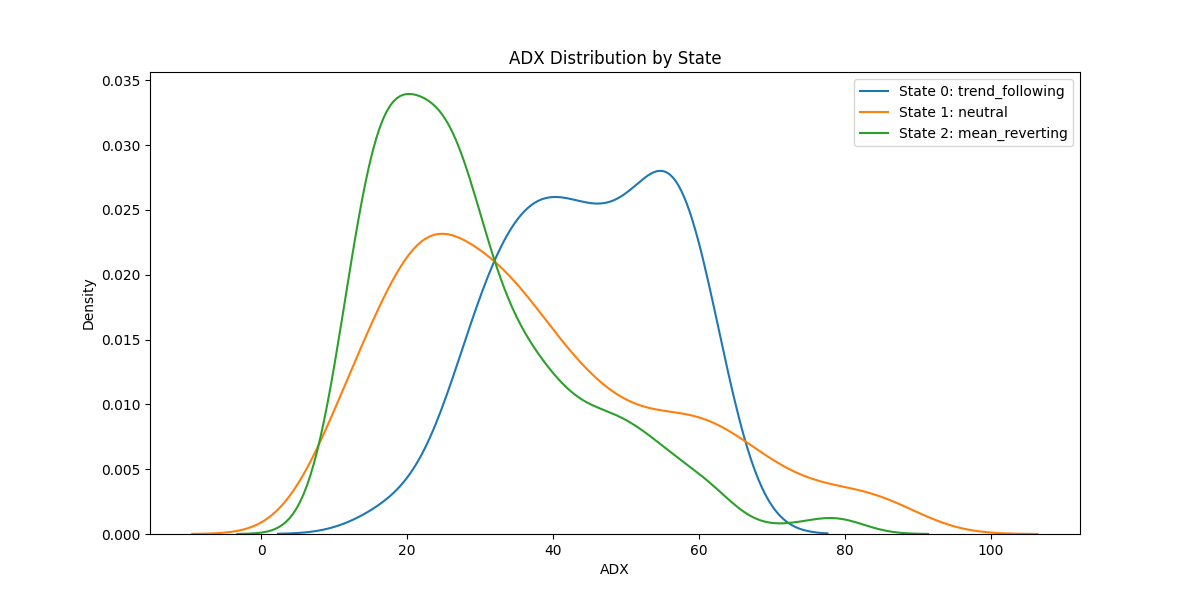 ADX Distribution by State
State 0: trend_following
State 1: neutral
State 2: mean_reverting
Density
0.035
0.030
0.025
0.020
0.015
0.010
0.005
0.000
0 20 40 60 80 100
ADX